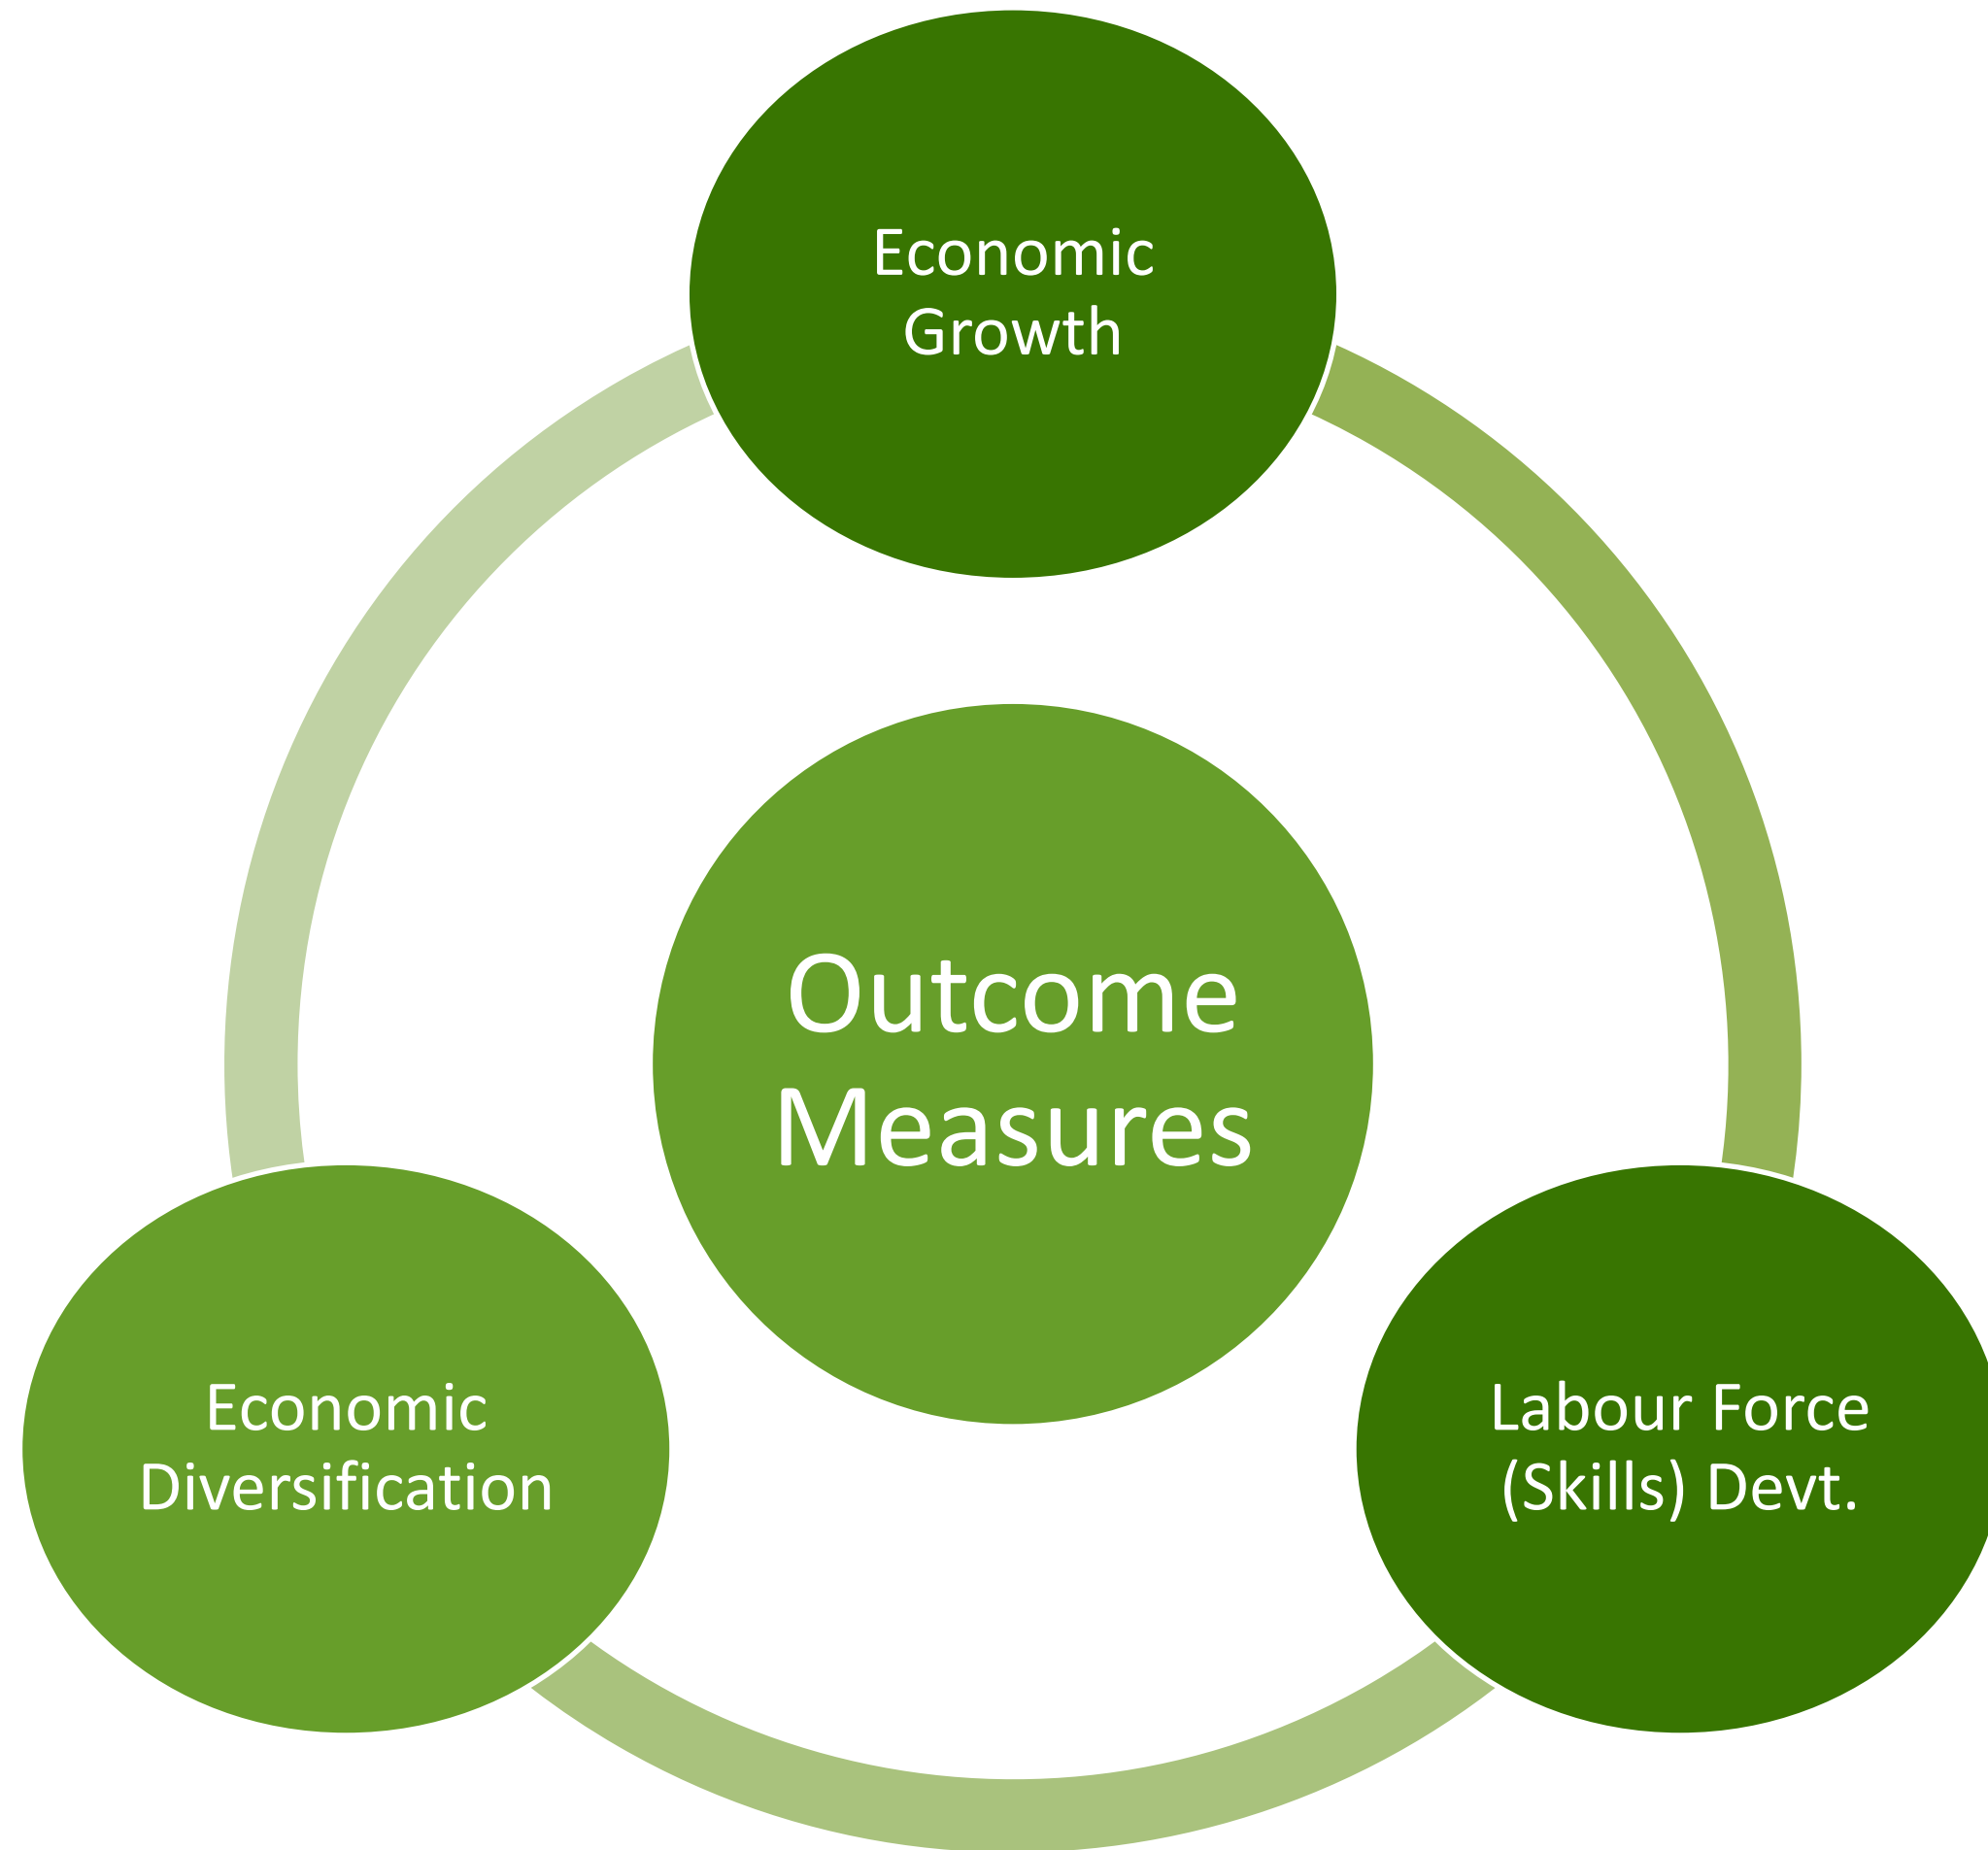 Economic
Growth
Outcome
Measures
Economic
Diversification
Labour Force
(Skills) Devt.